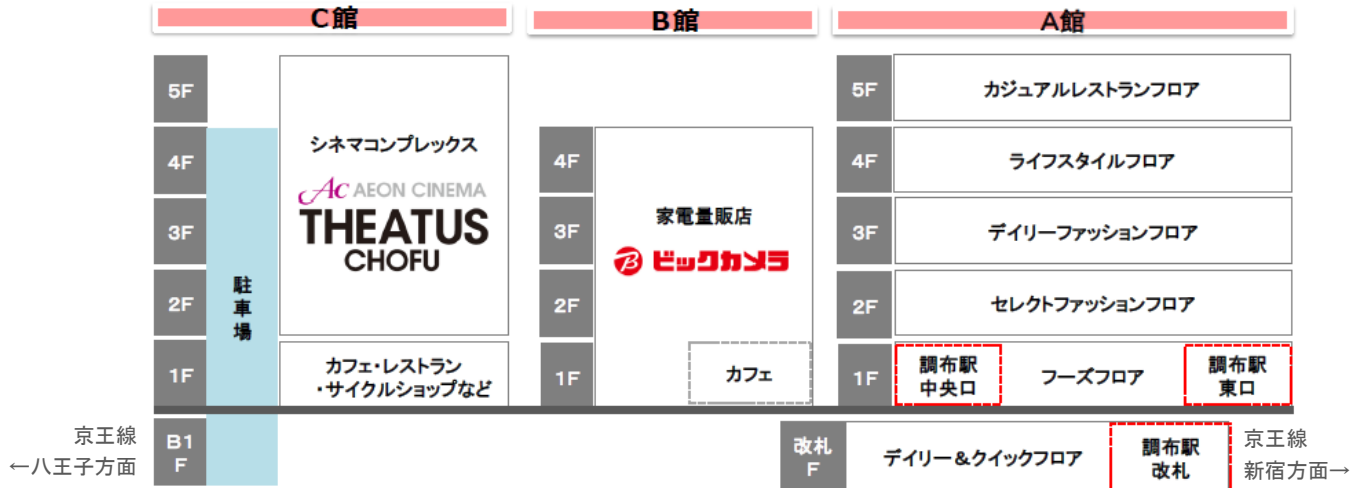 C館
B館
A館
5F
4F
3F
2F
1F
B1
F
駐
車
場
シネマコンプレックス
Ac AEON CINEMA
THEATUS
CHOFU
カフェ・レストラン
・サイクルショップなど
4F
3F
2F
1F
家電量販店
B ビックカメラ
カフェ
5F
カジュアルレストランフロア
4F
ライフスタイルフロア
3F
デイリーファッションフロア
2F
セレクトファッションフロア
1F
調布駅
中央口
フーズフロア
調布駅
東口
京王線
←八王子方面
改札
F
デイリー&クイックフロア
調布駅
改札
京王線
新宿方面→